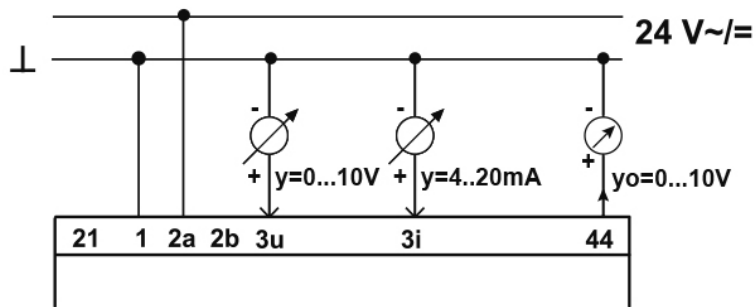 24 V~/=
⊥
- - -
+ y=0...10V + y=4..20mA + yo=0...10V
21 1 2a 2b 3u 3i 44